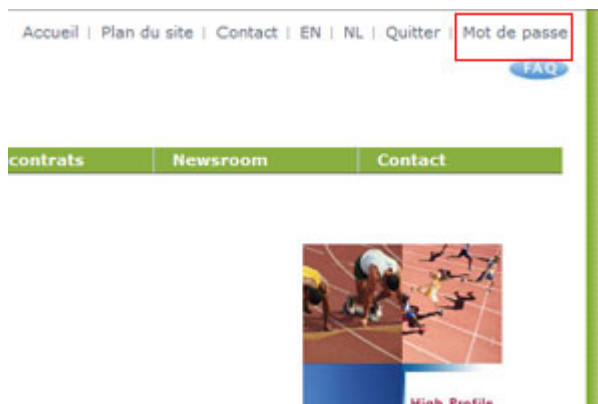 Accueil | Plan du site | Contact | EN | NL | Quitter | Mot de passe
FAQ
contrats Newsroom Contact
High Profile